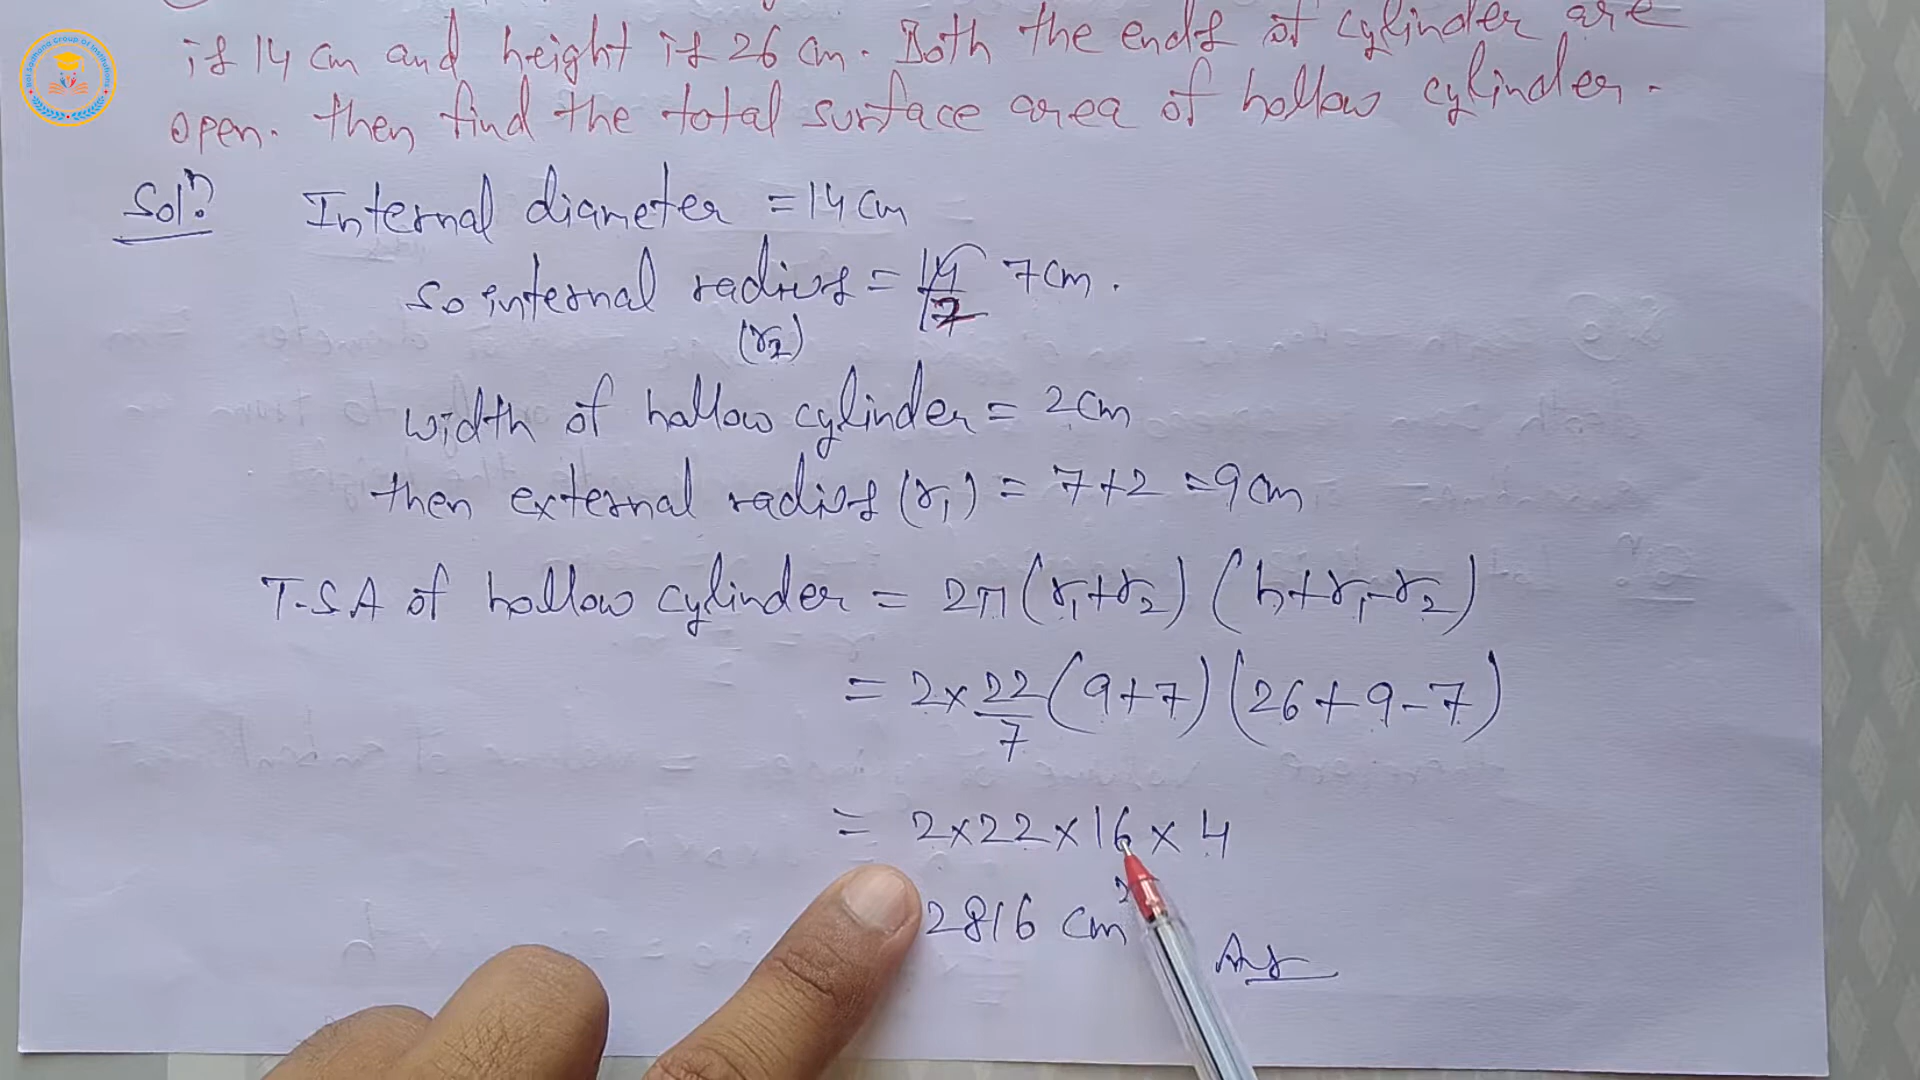 is 14 cm and height is 26 cm. Both the ends of cylinder are
open. then find the total surface area of hollow cylinder.
Solⁿ. Internal diameter = 14 cm
So internal radius = 14/2 7 cm.
(r₂)
width of hollow cylinder = 2 cm
then external radius (r₁) = 7+2 = 9 cm
T.S.A of hollow cylinder = 2π (r₁+r₂) (h+r₁-r₂)
= 2×22/7 (9+7) (26+9-7)
= 2×22×16×4
2816 cm² Ans